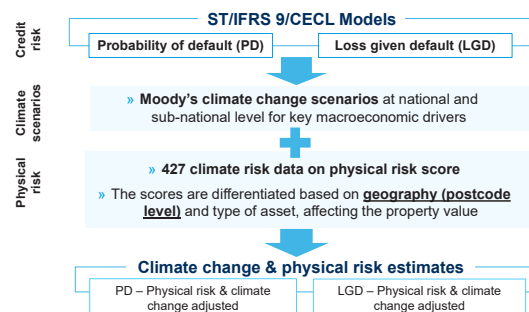 ST/IFRS 9/CECL Models
Credit
risk
Probability of default (PD)
Loss given default (LGD)
Climate
scenarios
» Moody's climate change scenarios at national and
sub-national level for key macroeconomic drivers
Physical
risk
» 427 climate risk data on physical risk score
» The scores are differentiated based on geography (postcode
level) and type of asset, affecting the property value
Climate change & physical risk estimates
PD – Physical risk & climate
change adjusted
LGD – Physical risk & climate
change adjusted